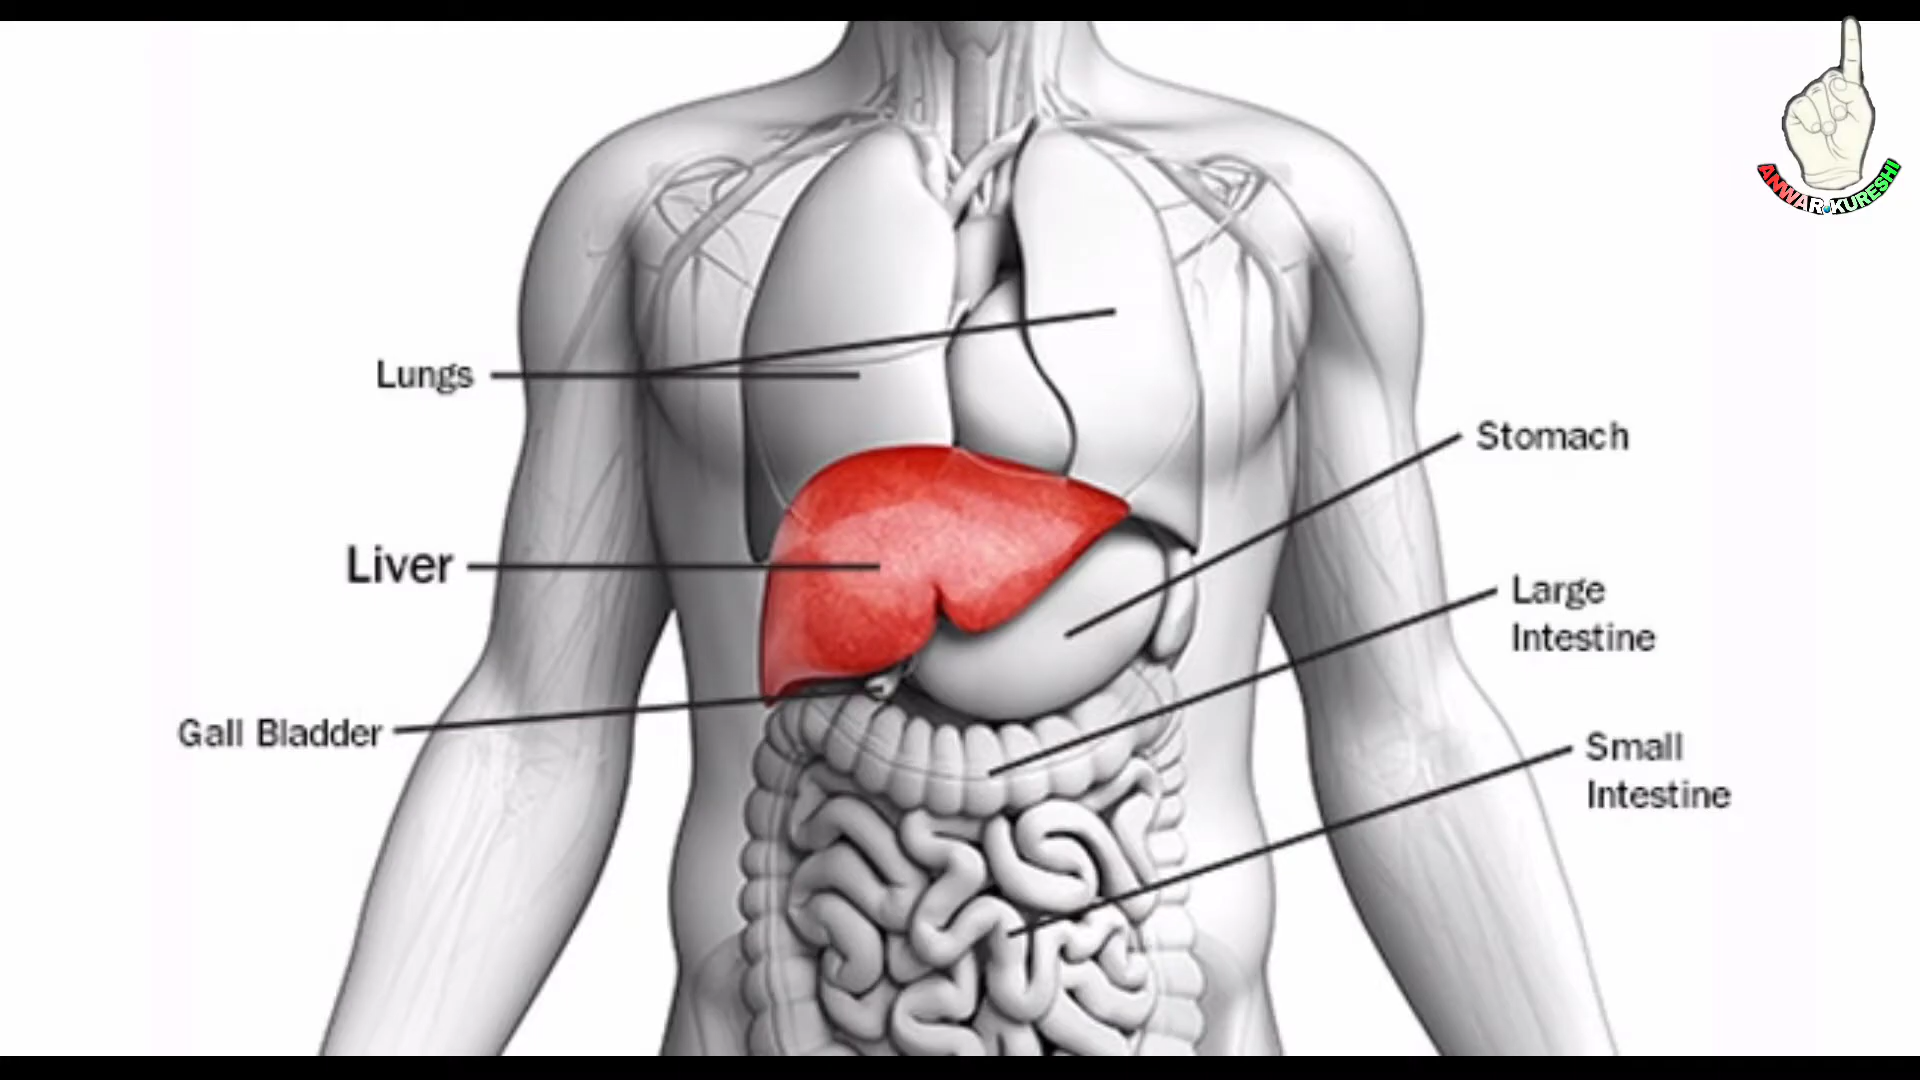 ANWAR KURESHI
Lungs
Stomach
Liver
Large
Intestine
Gall Bladder
Small
Intestine